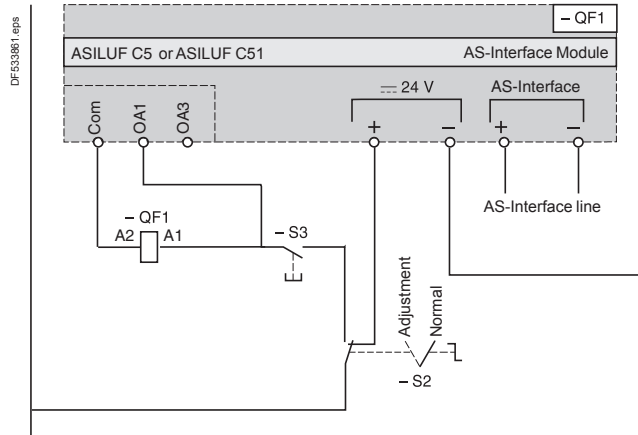 DF533861.eps
– QF1
ASILUF C5 or ASILUF C51
AS-Interface Module
24 V
AS-Interface
Com
OA1
OA3
+
–
+
–
AS-Interface line
– QF1
A2
A1
– S3
Adjustment
Normal
– S2